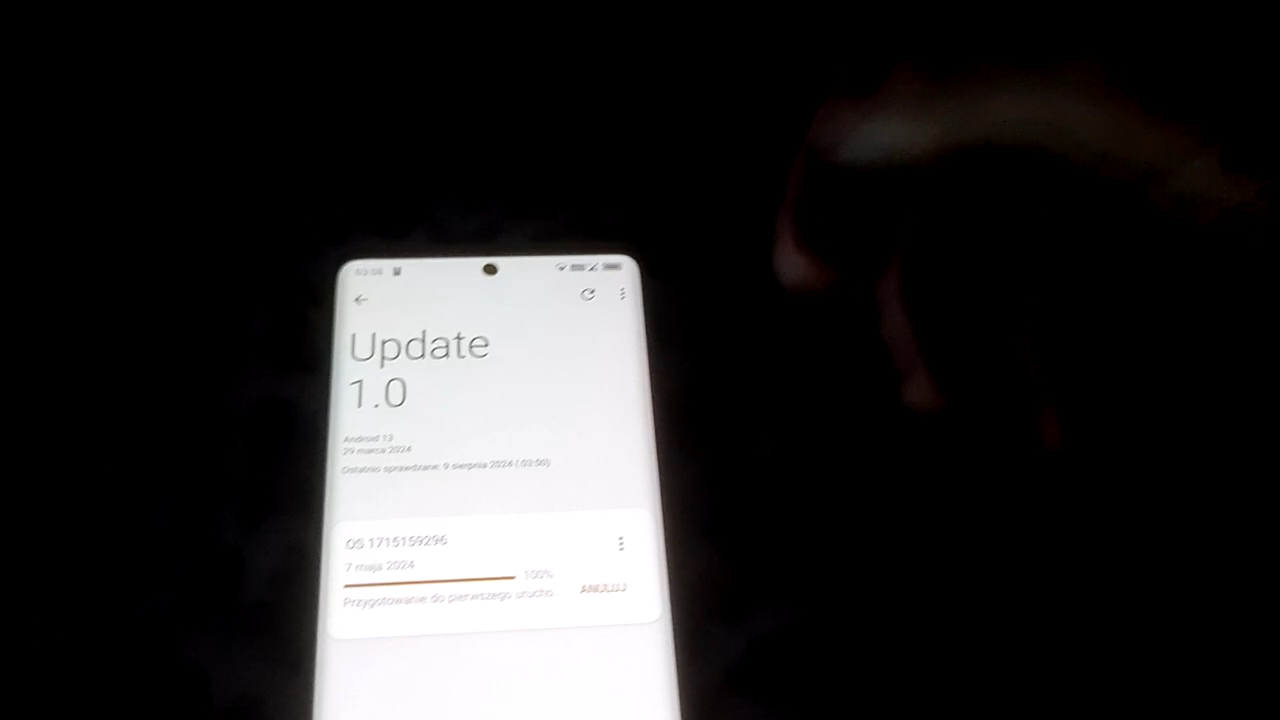 Update
1.0
Android 13
29 marca 2024
Ostatnio sprawdzane: 9 sierpnia 2024 ( 03:56)
OS 1715159296
7 maja 2024
100%
Przygotowanie do pierwszego urucho
ANULUJ